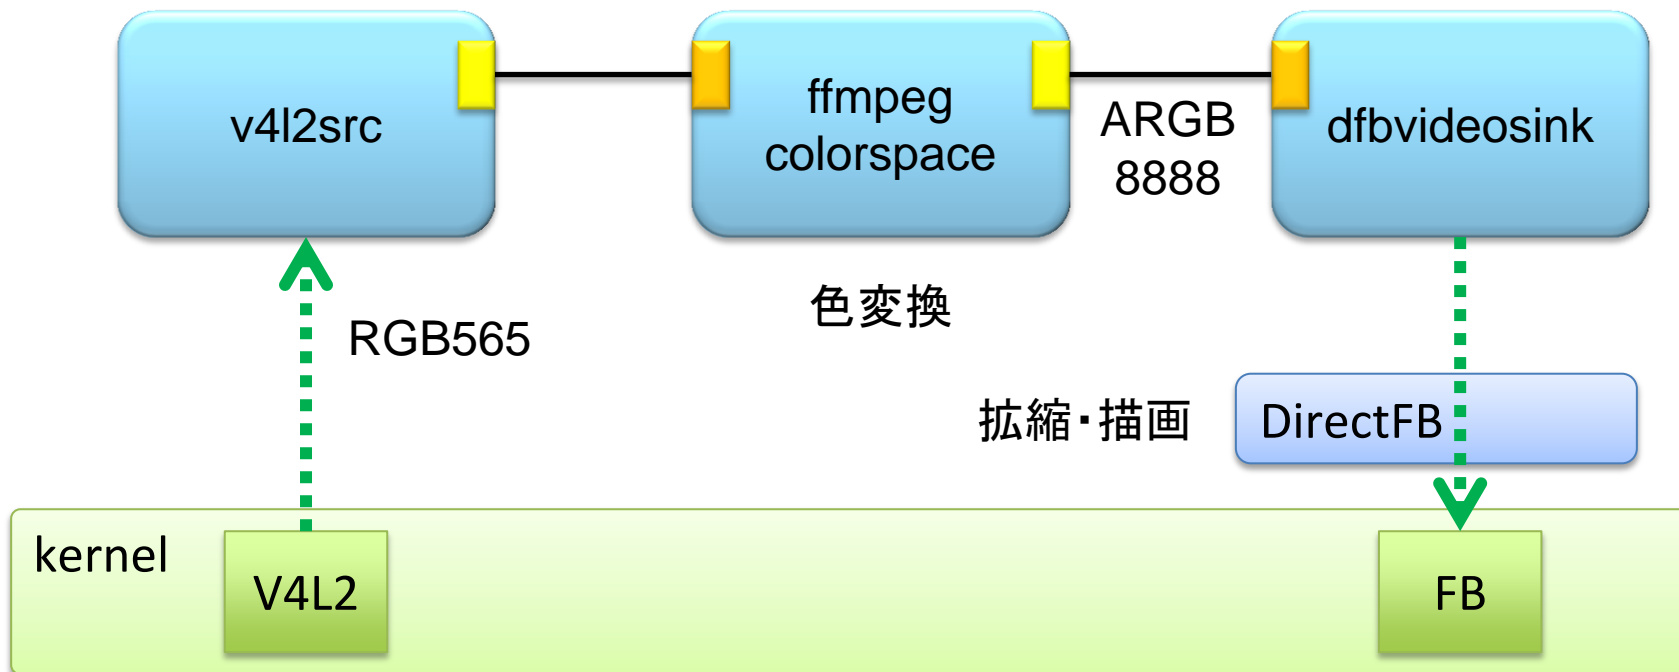 v4l2src
ffmpeg
colorspace
ARGB
8888
dfbvideosink
RGB565
色変換
拡縮・描画
DirectFB
kernel
V4L2
FB